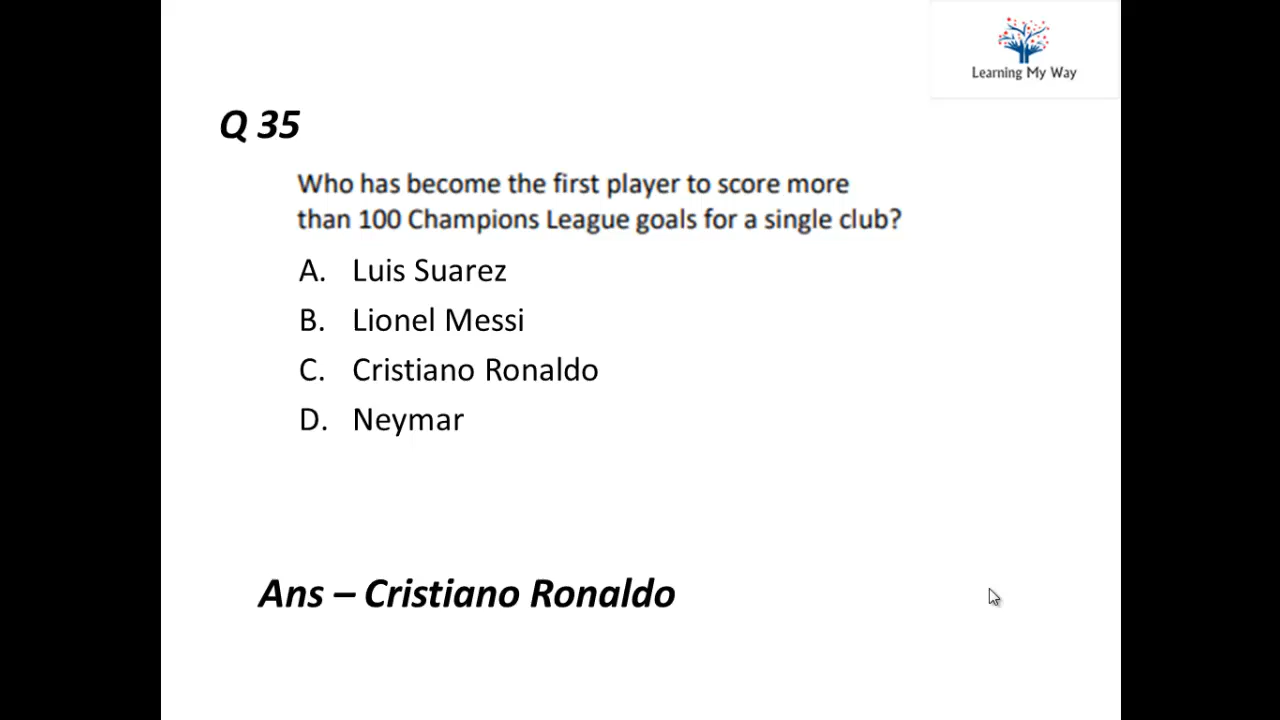 Learning My Way
Q 35
Who has become the first player to score more
than 100 Champions League goals for a single club?
A. Luis Suarez
B. Lionel Messi
C. Cristiano Ronaldo
D. Neymar
Ans – Cristiano Ronaldo